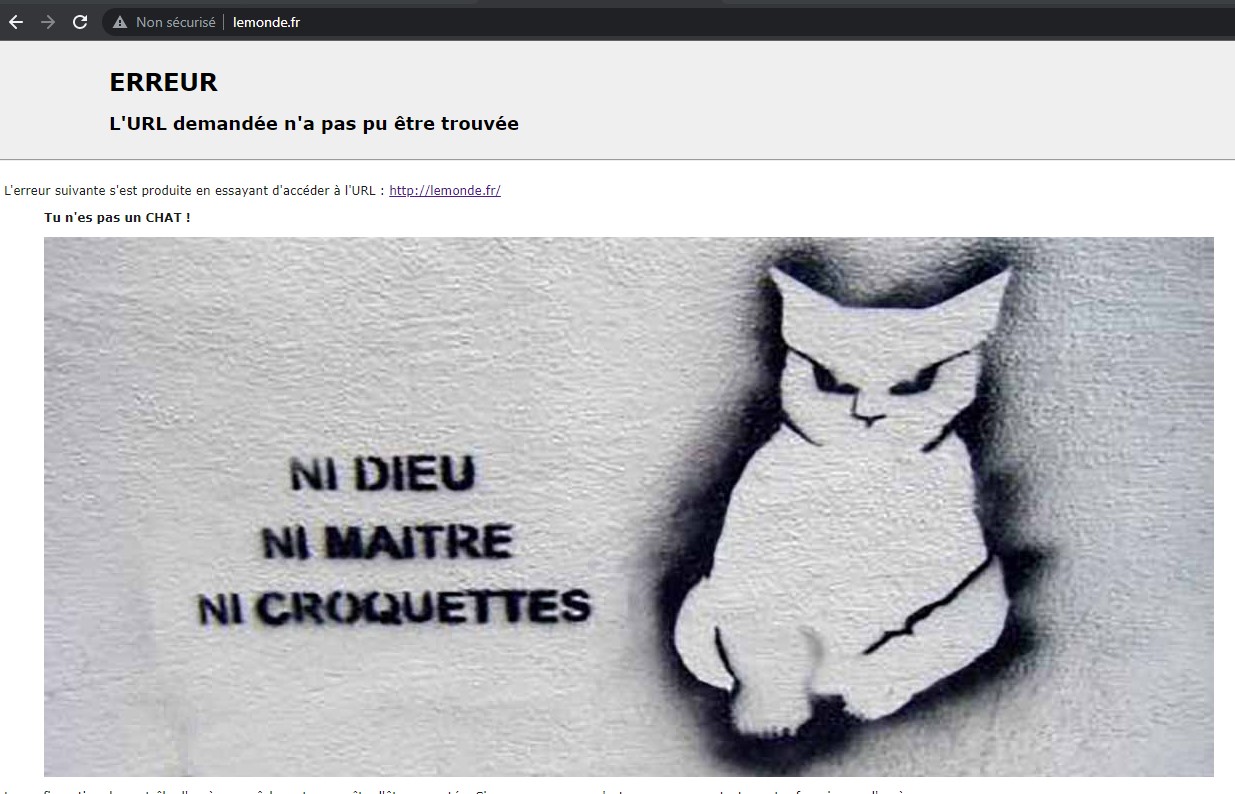 Non sécurisé | lemonde.fr
ERREUR
L'URL demandée n'a pas pu être trouvée
L'erreur suivante s'est produite en essayant d'accéder à l'URL : http://lemonde.fr/
Tu n'es pas un CHAT !
NI DIEU
NI MAITRE
NI CROQUETTES